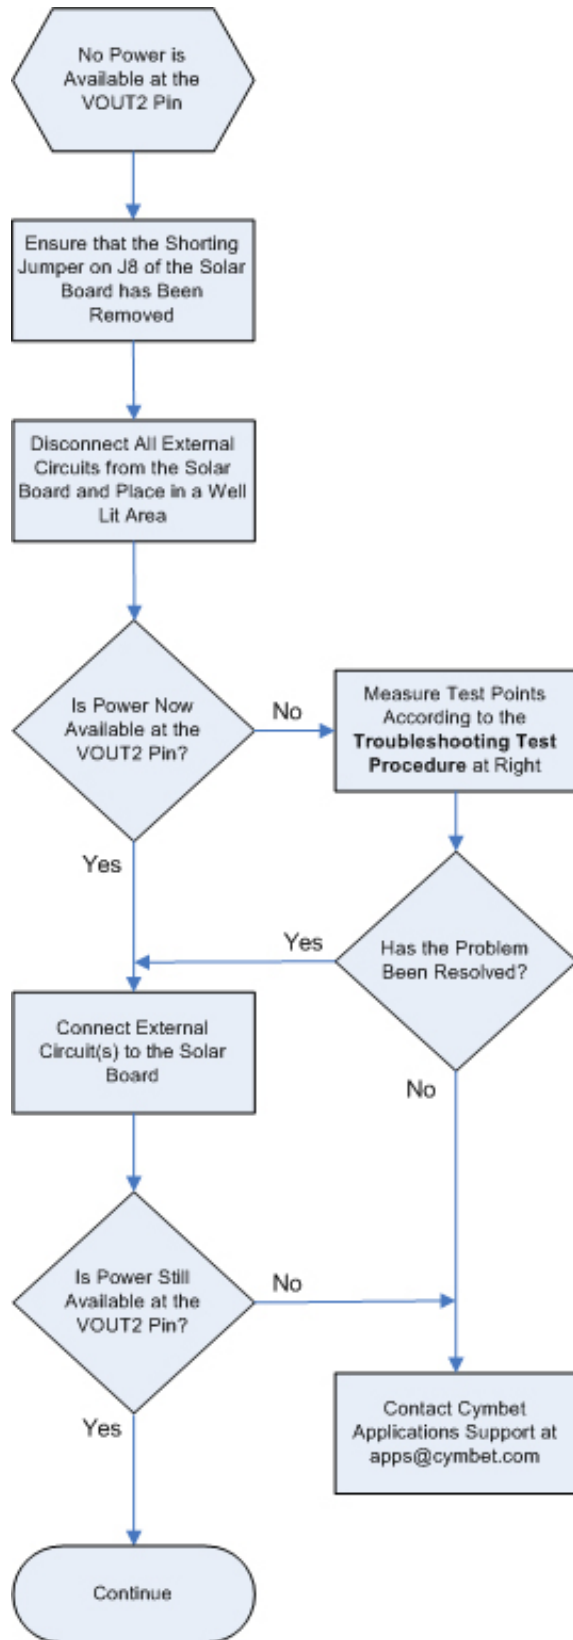 No Power is
Available at the
VOUT2 Pin
Ensure that the Shorting
Jumper on J8 of the Solar
Board has Been
Removed
Disconnect All External
Circuits from the Solar
Board and Place in a Well
Lit Area
Is Power Now
Available at the
VOUT2 Pin?
No
Measure Test Points
According to the
Troubleshooting Test
Procedure at Right
Yes
Yes
Has the Problem
Been Resolved?
Connect External
Circuit(s) to the Solar
Board
No
Is Power Still
Available at the
VOUT2 Pin?
No
Contact Cymbet
Applications Support at
apps@cymbet.com
Yes
Continue